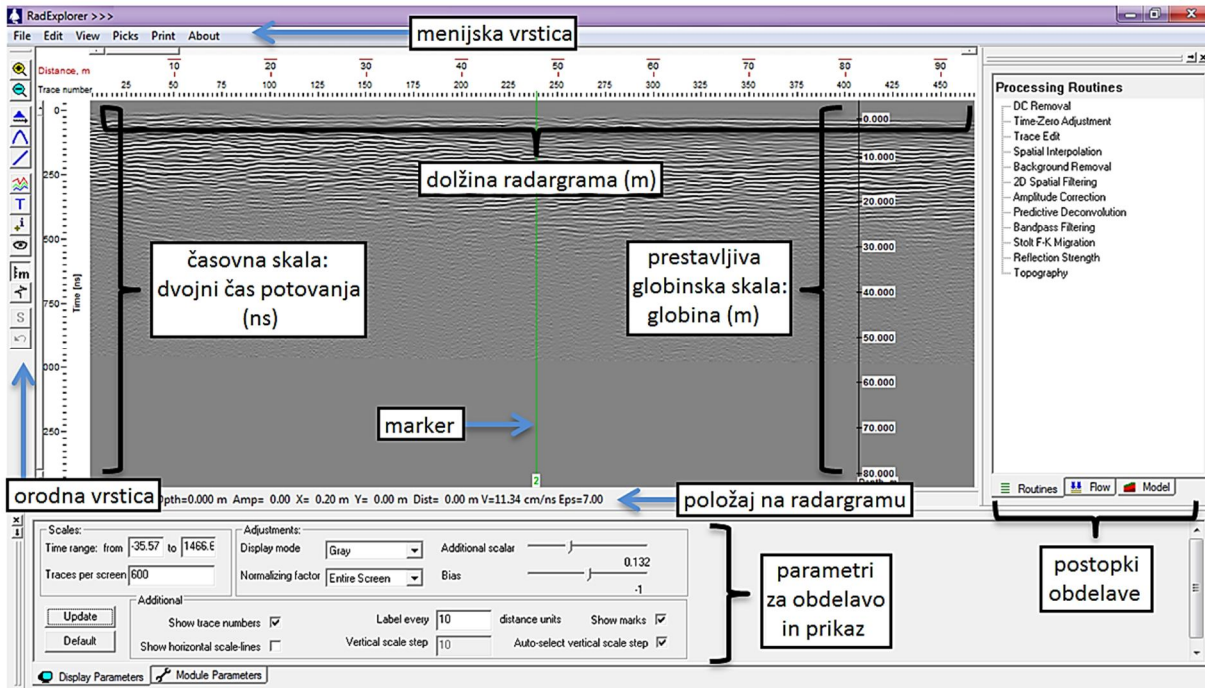 RadExplorer >>>
File Edit View Picks Print About
menijska vrstica
Distance, m 10 20 30 40 50 60 70 80 90
Trace number 25 50 75 100 125 150 175 200 225 250 275 300 325 350 375 400 425 450
0
250
500
750
000
250
Time [ns]
dolžina radargrama (m)
časovna skala:
dvojni čas potovanja
(ns)
prestavljiva
globinska skala:
globina (m)
0.000
10.000
20.000
30.000
40.000
50.000
60.000
70.000
80.000
Depth, m
marker
2
T
i
m
S
Processing Routines
DC Removal
Time-Zero Adjustment
Trace Edit
Spatial Interpolation
Background Removal
2D Spatial Filtering
Amplitude Correction
Predictive Deconvolution
Bandpass Filtering
Stolt F-K Migration
Reflection Strength
Topography
Routines Flow Model
orodna vrstica
pth=0.000 m Amp= 0.00 X= 0.20 m Y= 0.00 m Dist= 0.00 m V=11.34 cm/ns Eps=7.00
položaj na radargramu
postopki
obdelave
Scales:
Time range: from -35.57 to 1466.6
Traces per screen 600
Adjustments:
Display mode Gray
Normalizing factor Entire Screen
Additional scalar
0.132
Bias
-1
Update
Default
Additional
Show trace numbers
Show horizontal scale-lines
Label every 10 distance units
Vertical scale step 10
Show marks
Auto-select vertical scale step
parametri
za obdelavo
in prikaz
Display Parameters Module Parameters